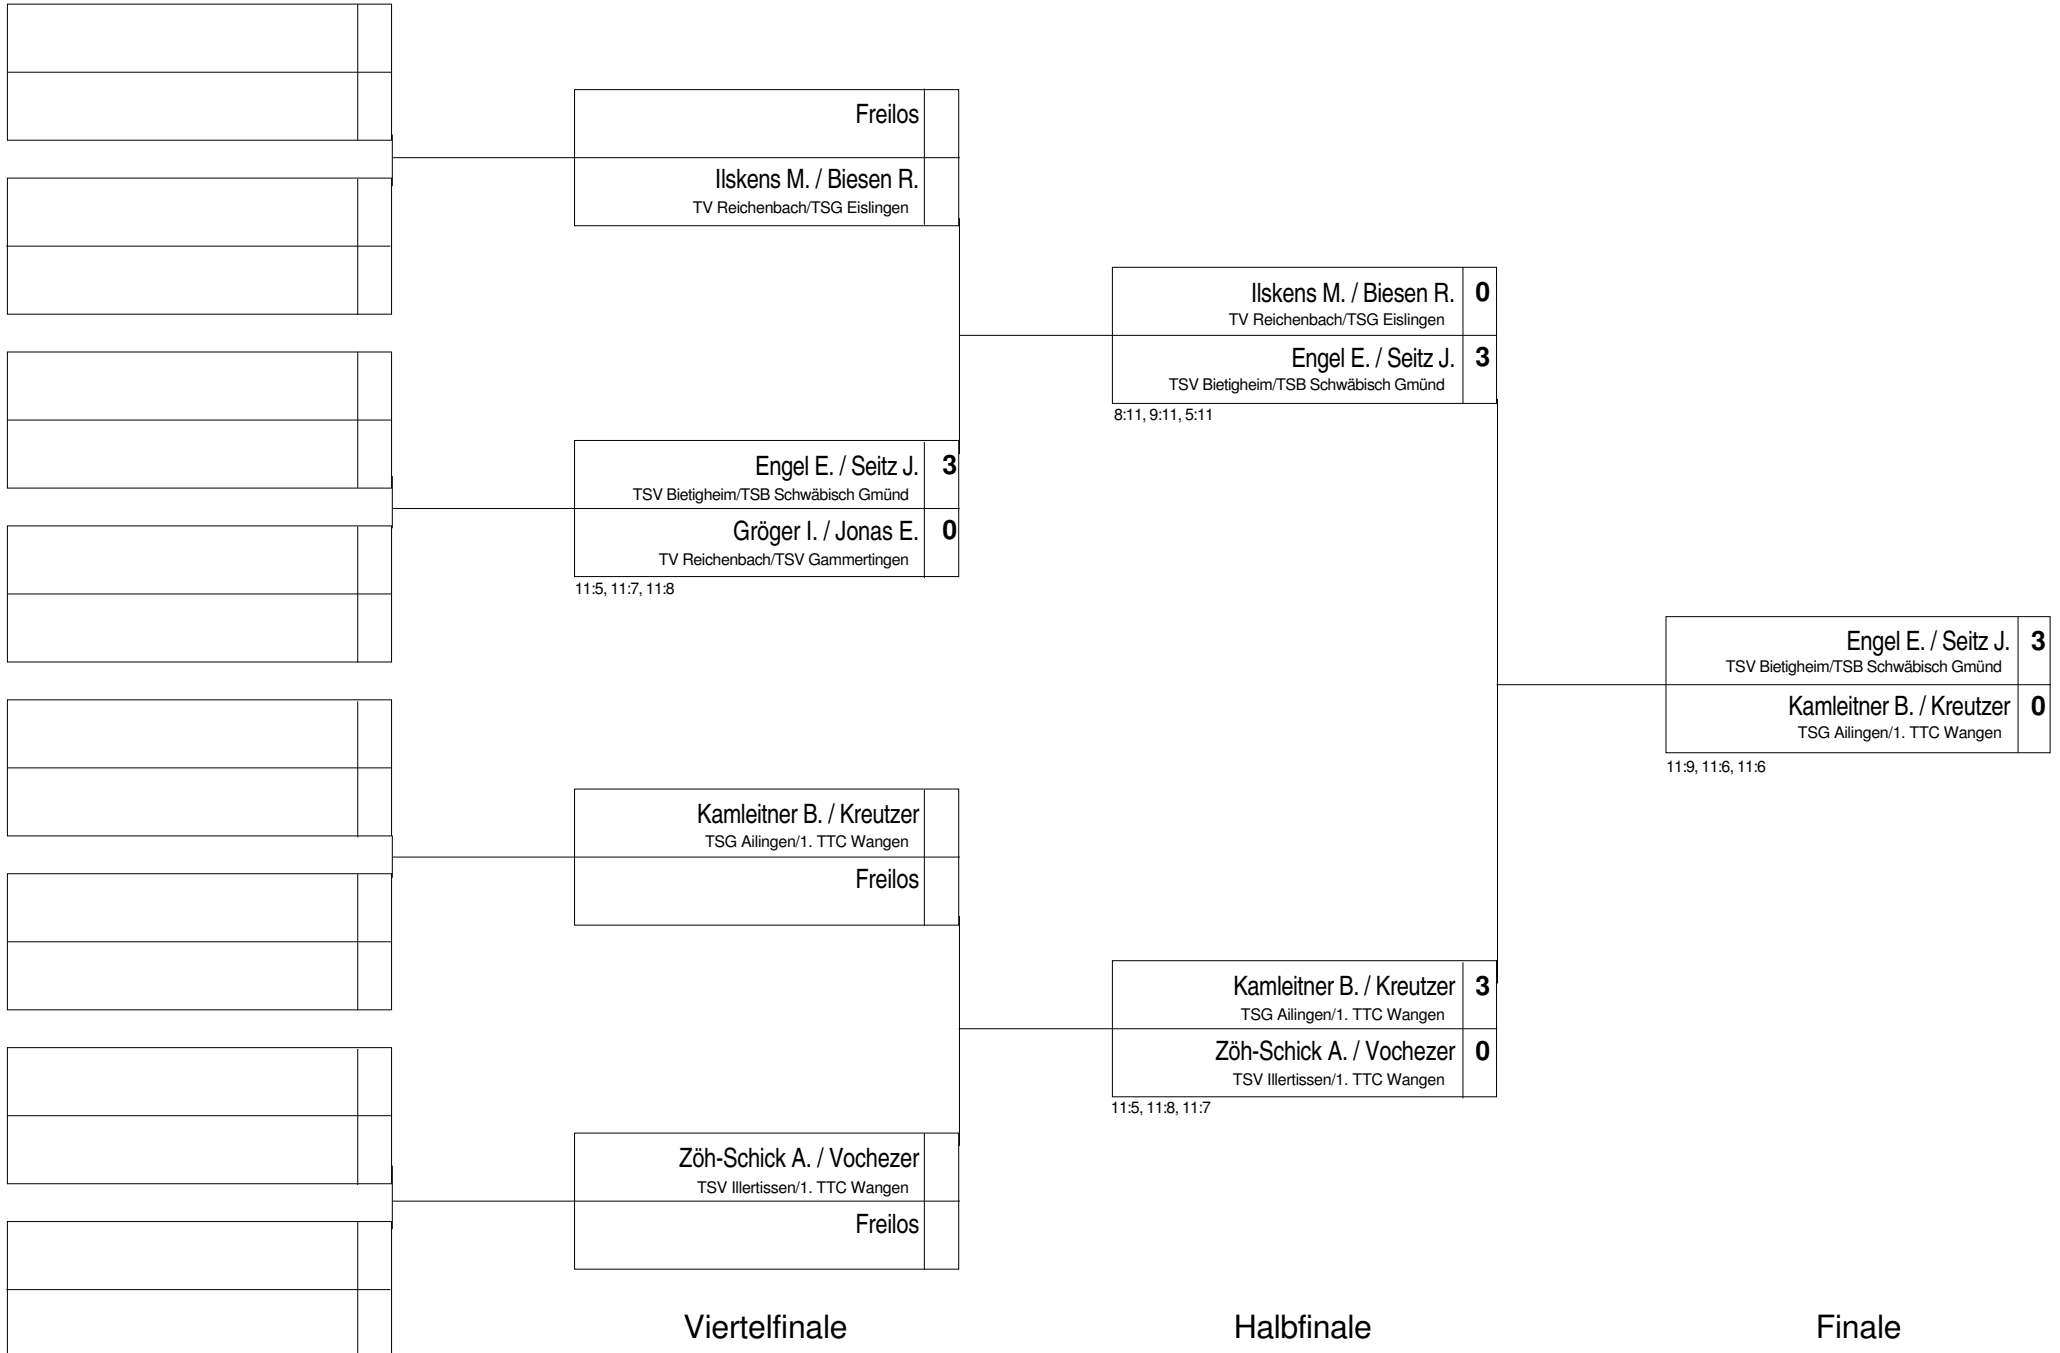 Freilos
Ilskens M. / Biesen R.
TV Reichenbach/TSG Eislingen
Engel E. / Seitz J. 3
TSV Bietigheim/TSB Schwäbisch Gmünd
Gröger I. / Jonas E. 0
TV Reichenbach/TSV Gammertingen
11:5, 11:7, 11:8
Kamleitner B. / Kreutzer
TSG Ailingen/1. TTC Wangen
Freilos
Zöh-Schick A. / Vochezer
TSV Illertissen/1. TTC Wangen
Freilos
Viertelfinale
Ilskens M. / Biesen R. 0
TV Reichenbach/TSG Eislingen
Engel E. / Seitz J. 3
TSV Bietigheim/TSB Schwäbisch Gmünd
8:11, 9:11, 5:11
Kamleitner B. / Kreutzer 3
TSG Ailingen/1. TTC Wangen
Zöh-Schick A. / Vochezer 0
TSV Illertissen/1. TTC Wangen
11:5, 11:8, 11:7
Halbfinale
Engel E. / Seitz J. 3
TSV Bietigheim/TSB Schwäbisch Gmünd
Kamleitner B. / Kreutzer 0
TSG Ailingen/1. TTC Wangen
11:9, 11:6, 11:6
Finale